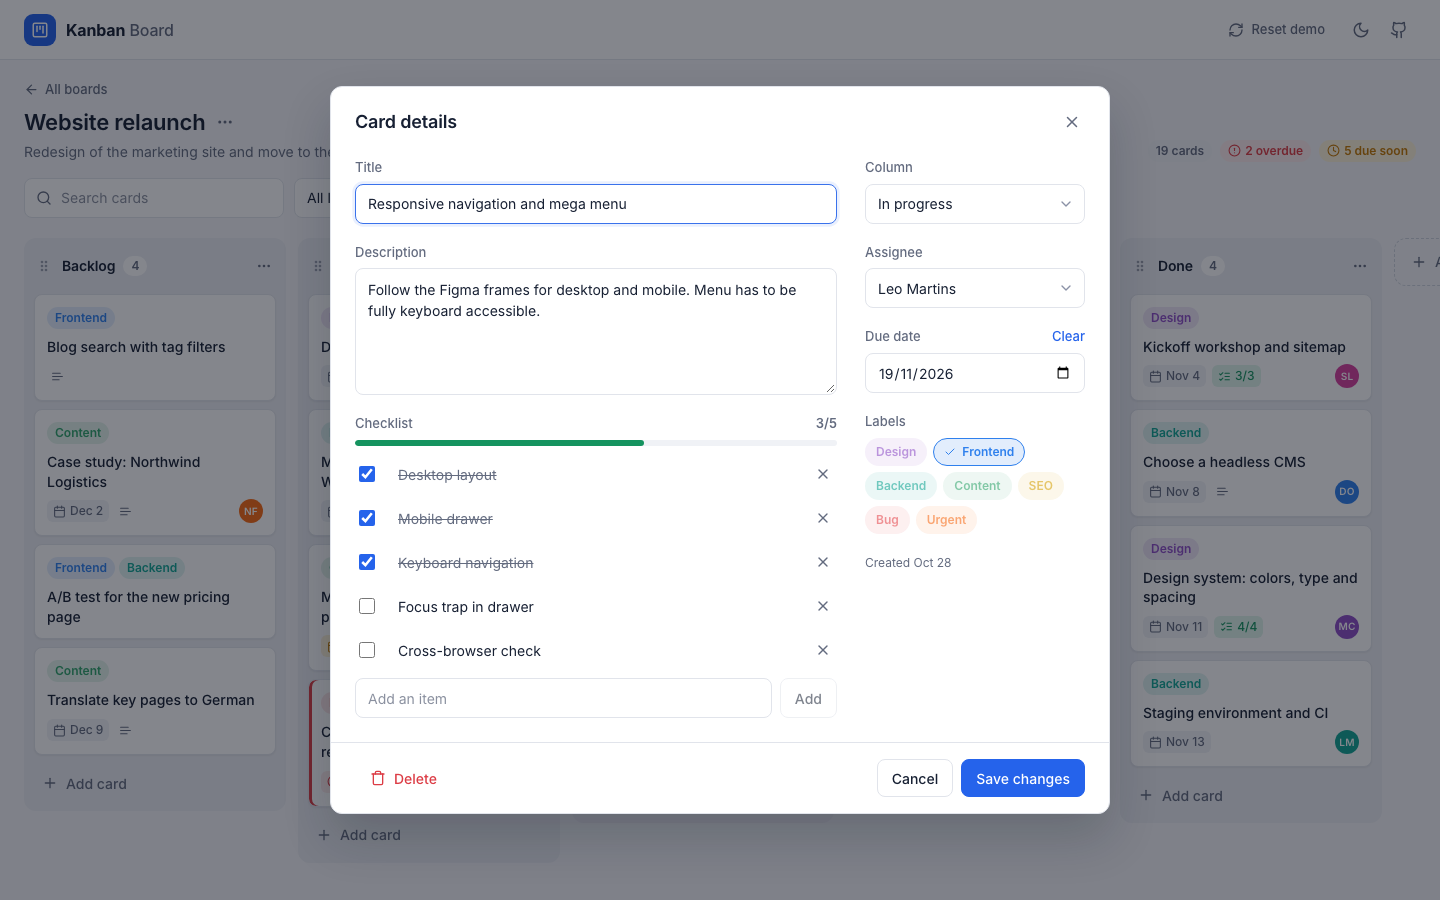 Kanban Board
Reset demo
All boards
Website relaunch
Redesign of the marketing site and move to the
19 cards
2 overdue
5 due soon
Search cards
All
Backlog 4
Frontend
Blog search with tag filters
Content
Case study: Northwind
Logistics
Dec 2
NF
Frontend Backend
A/B test for the new pricing
page
Content
Translate key pages to German
Dec 9
Add card
Add card
Card details
Title
Responsive navigation and mega menu
Description
Follow the Figma frames for desktop and mobile. Menu has to be
fully keyboard accessible.
Checklist 3/5
Desktop layout
Mobile drawer
Keyboard navigation
Focus trap in drawer
Cross-browser check
Add an item
Add
Column
In progress
Assignee
Leo Martins
Due date Clear
19/11/2026
Labels
Design Frontend
Backend Content SEO
Bug Urgent
Created Oct 28
Delete
Cancel
Save changes
Done 4
Design
Kickoff workshop and sitemap
Nov 4 3/3
SL
Backend
Choose a headless CMS
Nov 8
DO
Design
Design system: colors, type and
spacing
Nov 11 4/4
MC
Backend
Staging environment and CI
Nov 13
LM
Add card